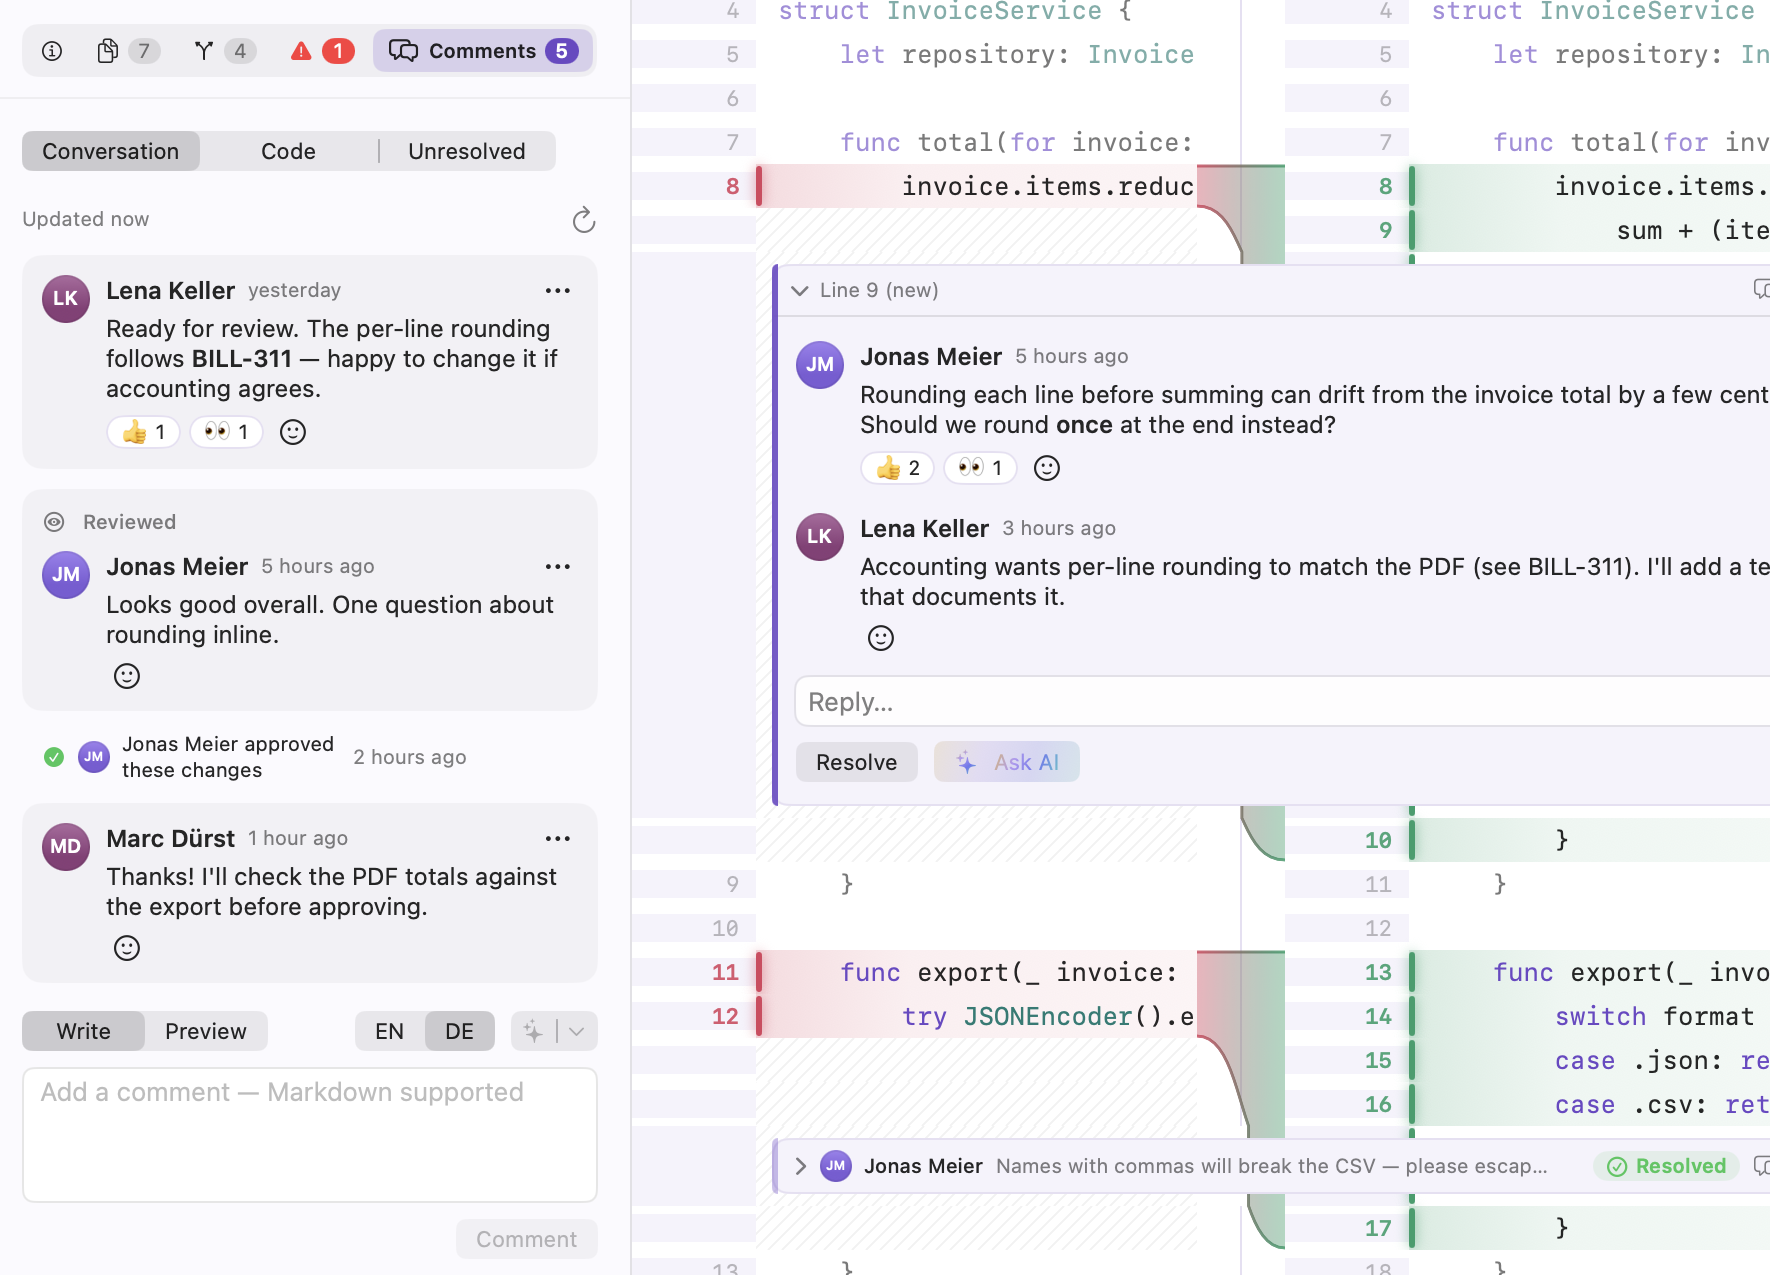 7
4
1
Comments 5
Conversation
Code
Unresolved
Updated now
LK
Lena Keller yesterday
Ready for review. The per-line rounding
follows BILL-311 — happy to change it if
accounting agrees.
👍 1
👀 1
Reviewed
JM
Jonas Meier 5 hours ago
Looks good overall. One question about
rounding inline.
JM
Jonas Meier approved
these changes
2 hours ago
MD
Marc Dürst 1 hour ago
Thanks! I'll check the PDF totals against
the export before approving.
Write
Preview
EN
DE
Add a comment — Markdown supported
Comment
4 struct InvoiceService {
5 let repository: Invoice
6
7 func total(for invoice:
8 invoice.items.reduc
4 struct InvoiceService
5 let repository: In
6
7 func total(for inv
8 invoice.items.
9 sum + (ite
Line 9 (new)
JM
Jonas Meier 5 hours ago
Rounding each line before summing can drift from the invoice total by a few cent
Should we round once at the end instead?
👍 2
👀 1
LK
Lena Keller 3 hours ago
Accounting wants per-line rounding to match the PDF (see BILL-311). I'll add a te
that documents it.
Reply...
Resolve
Ask AI
9 }
10
11 func export(_ invoice:
12 try JSONEncoder().e
10 }
11 }
12
13 func export(_ invo
14 switch format
15 case .json: re
16 case .csv: ret
JM
Jonas Meier Names with commas will break the CSV — please escap...
Resolved
17 }
13 }
18 }